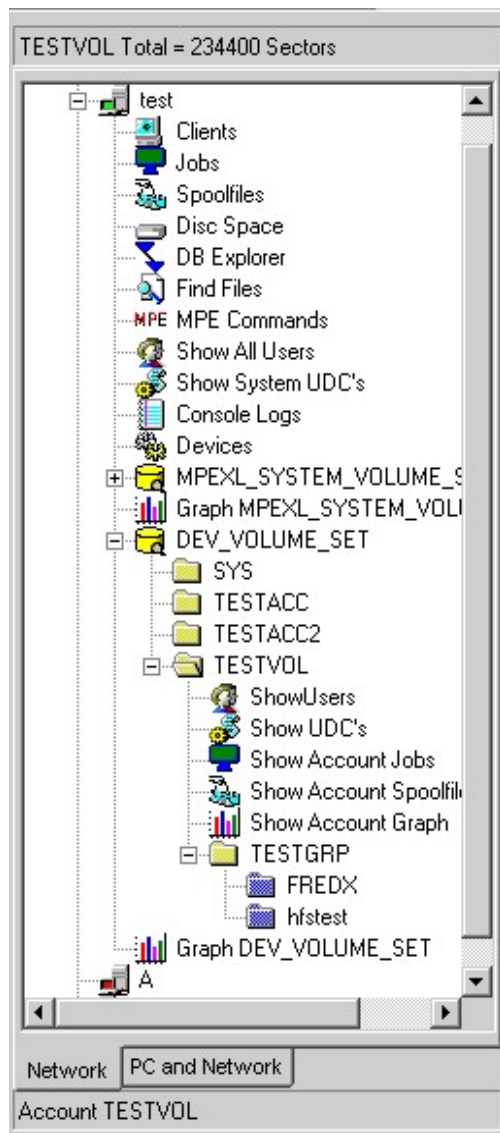 TESTVOL Total = 234400 Sectors
test
Clients
Jobs
Spoolfiles
Disc Space
DB Explorer
Find Files
MPE MPE Commands
Show All Users
Show System UDC's
Console Logs
Devices
MPEXL_SYSTEM_VOLUME_S
Graph MPEXL_SYSTEM_VOLU
DEV_VOLUME_SET
SYS
TESTACC
TESTACC2
TESTVOL
ShowUsers
Show UDC's
Show Account Jobs
Show Account Spoolfil
Show Account Graph
TESTGRP
FREDX
hfstest
Graph DEV_VOLUME_SET
A
Network PC and Network
Account TESTVOL